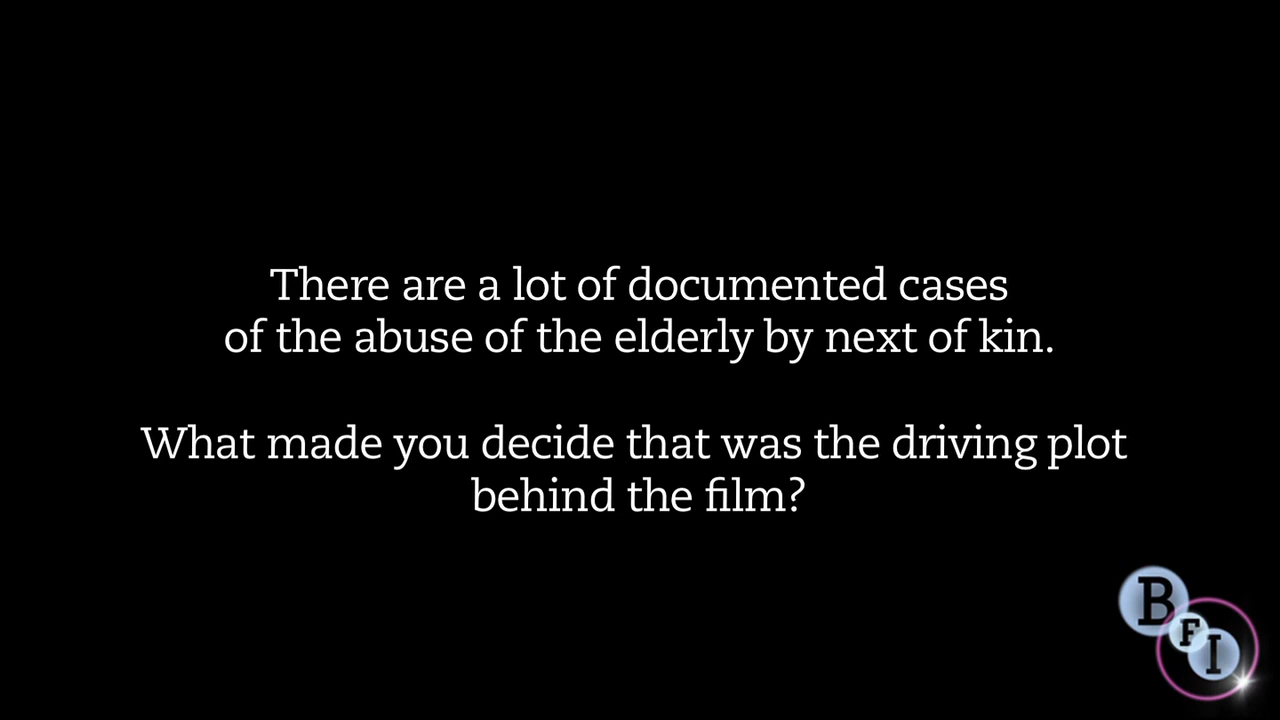 There are a lot of documented cases
of the abuse of the elderly by next of kin.
What made you decide that was the driving plot
behind the film?
BFI